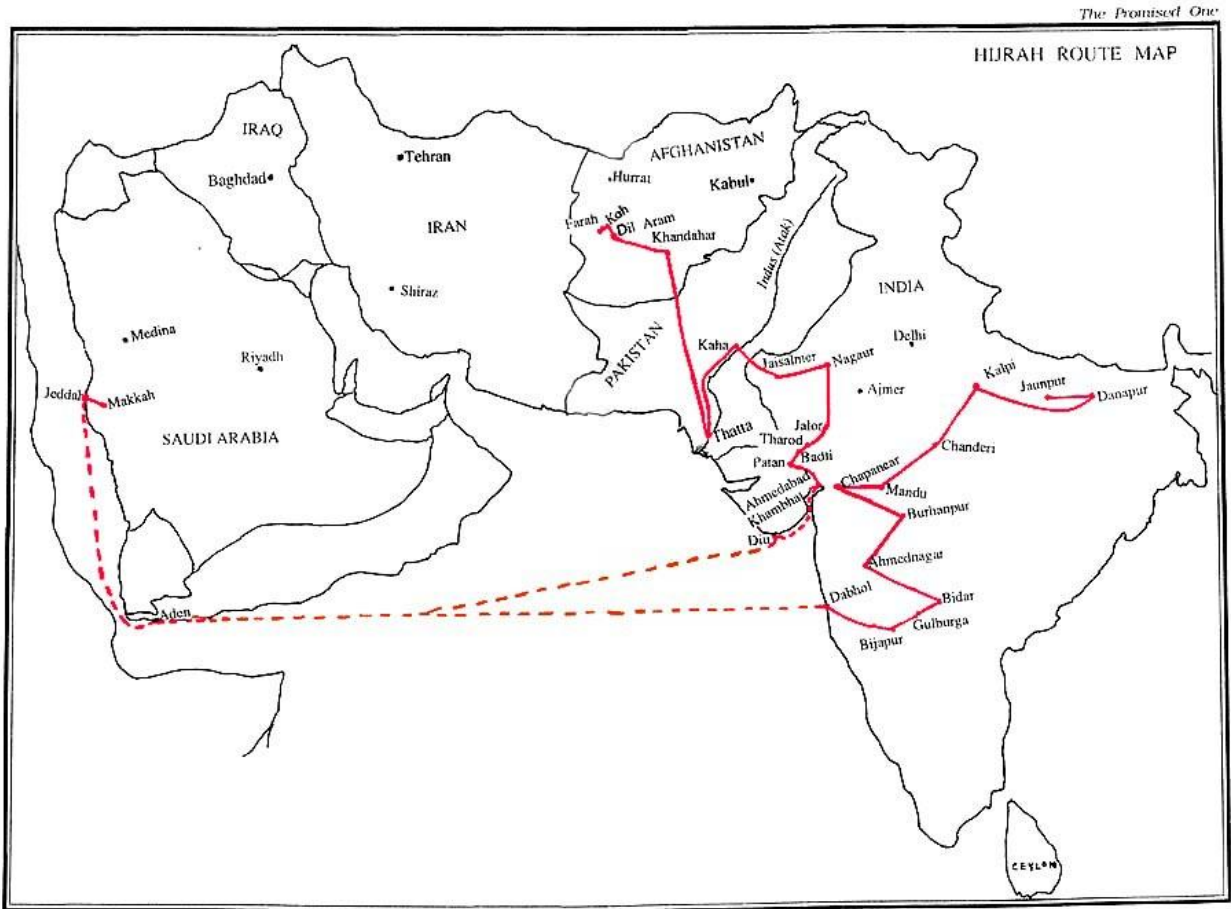 The Promised One
HIJRAH ROUTE MAP
IRAQ
Baghdad
Tehran
IRAN
Shiraz
AFGHANISTAN
Hurrat
Kabul
Farah
Koh
Dil Aram
Khandahar
Indus (Atak)
INDIA
Delhi
Medina
Riyadh
PAKISTAN
Kaha
Jaisalmer
Nagaur
Ajmer
Kalpi
Jaunpur
Danapur
Jeddah
Makkah
SAUDI ARABIA
Thatta
Jalor
Tharod
Badli
Patan
Chanderi
Ahmedabad
Chapanear
Khambhat
Mandu
Burhanpur
Diu
Ahmednagar
Aden
Dabhol
Bidar
Gulburga
Bijapur
CEYLON